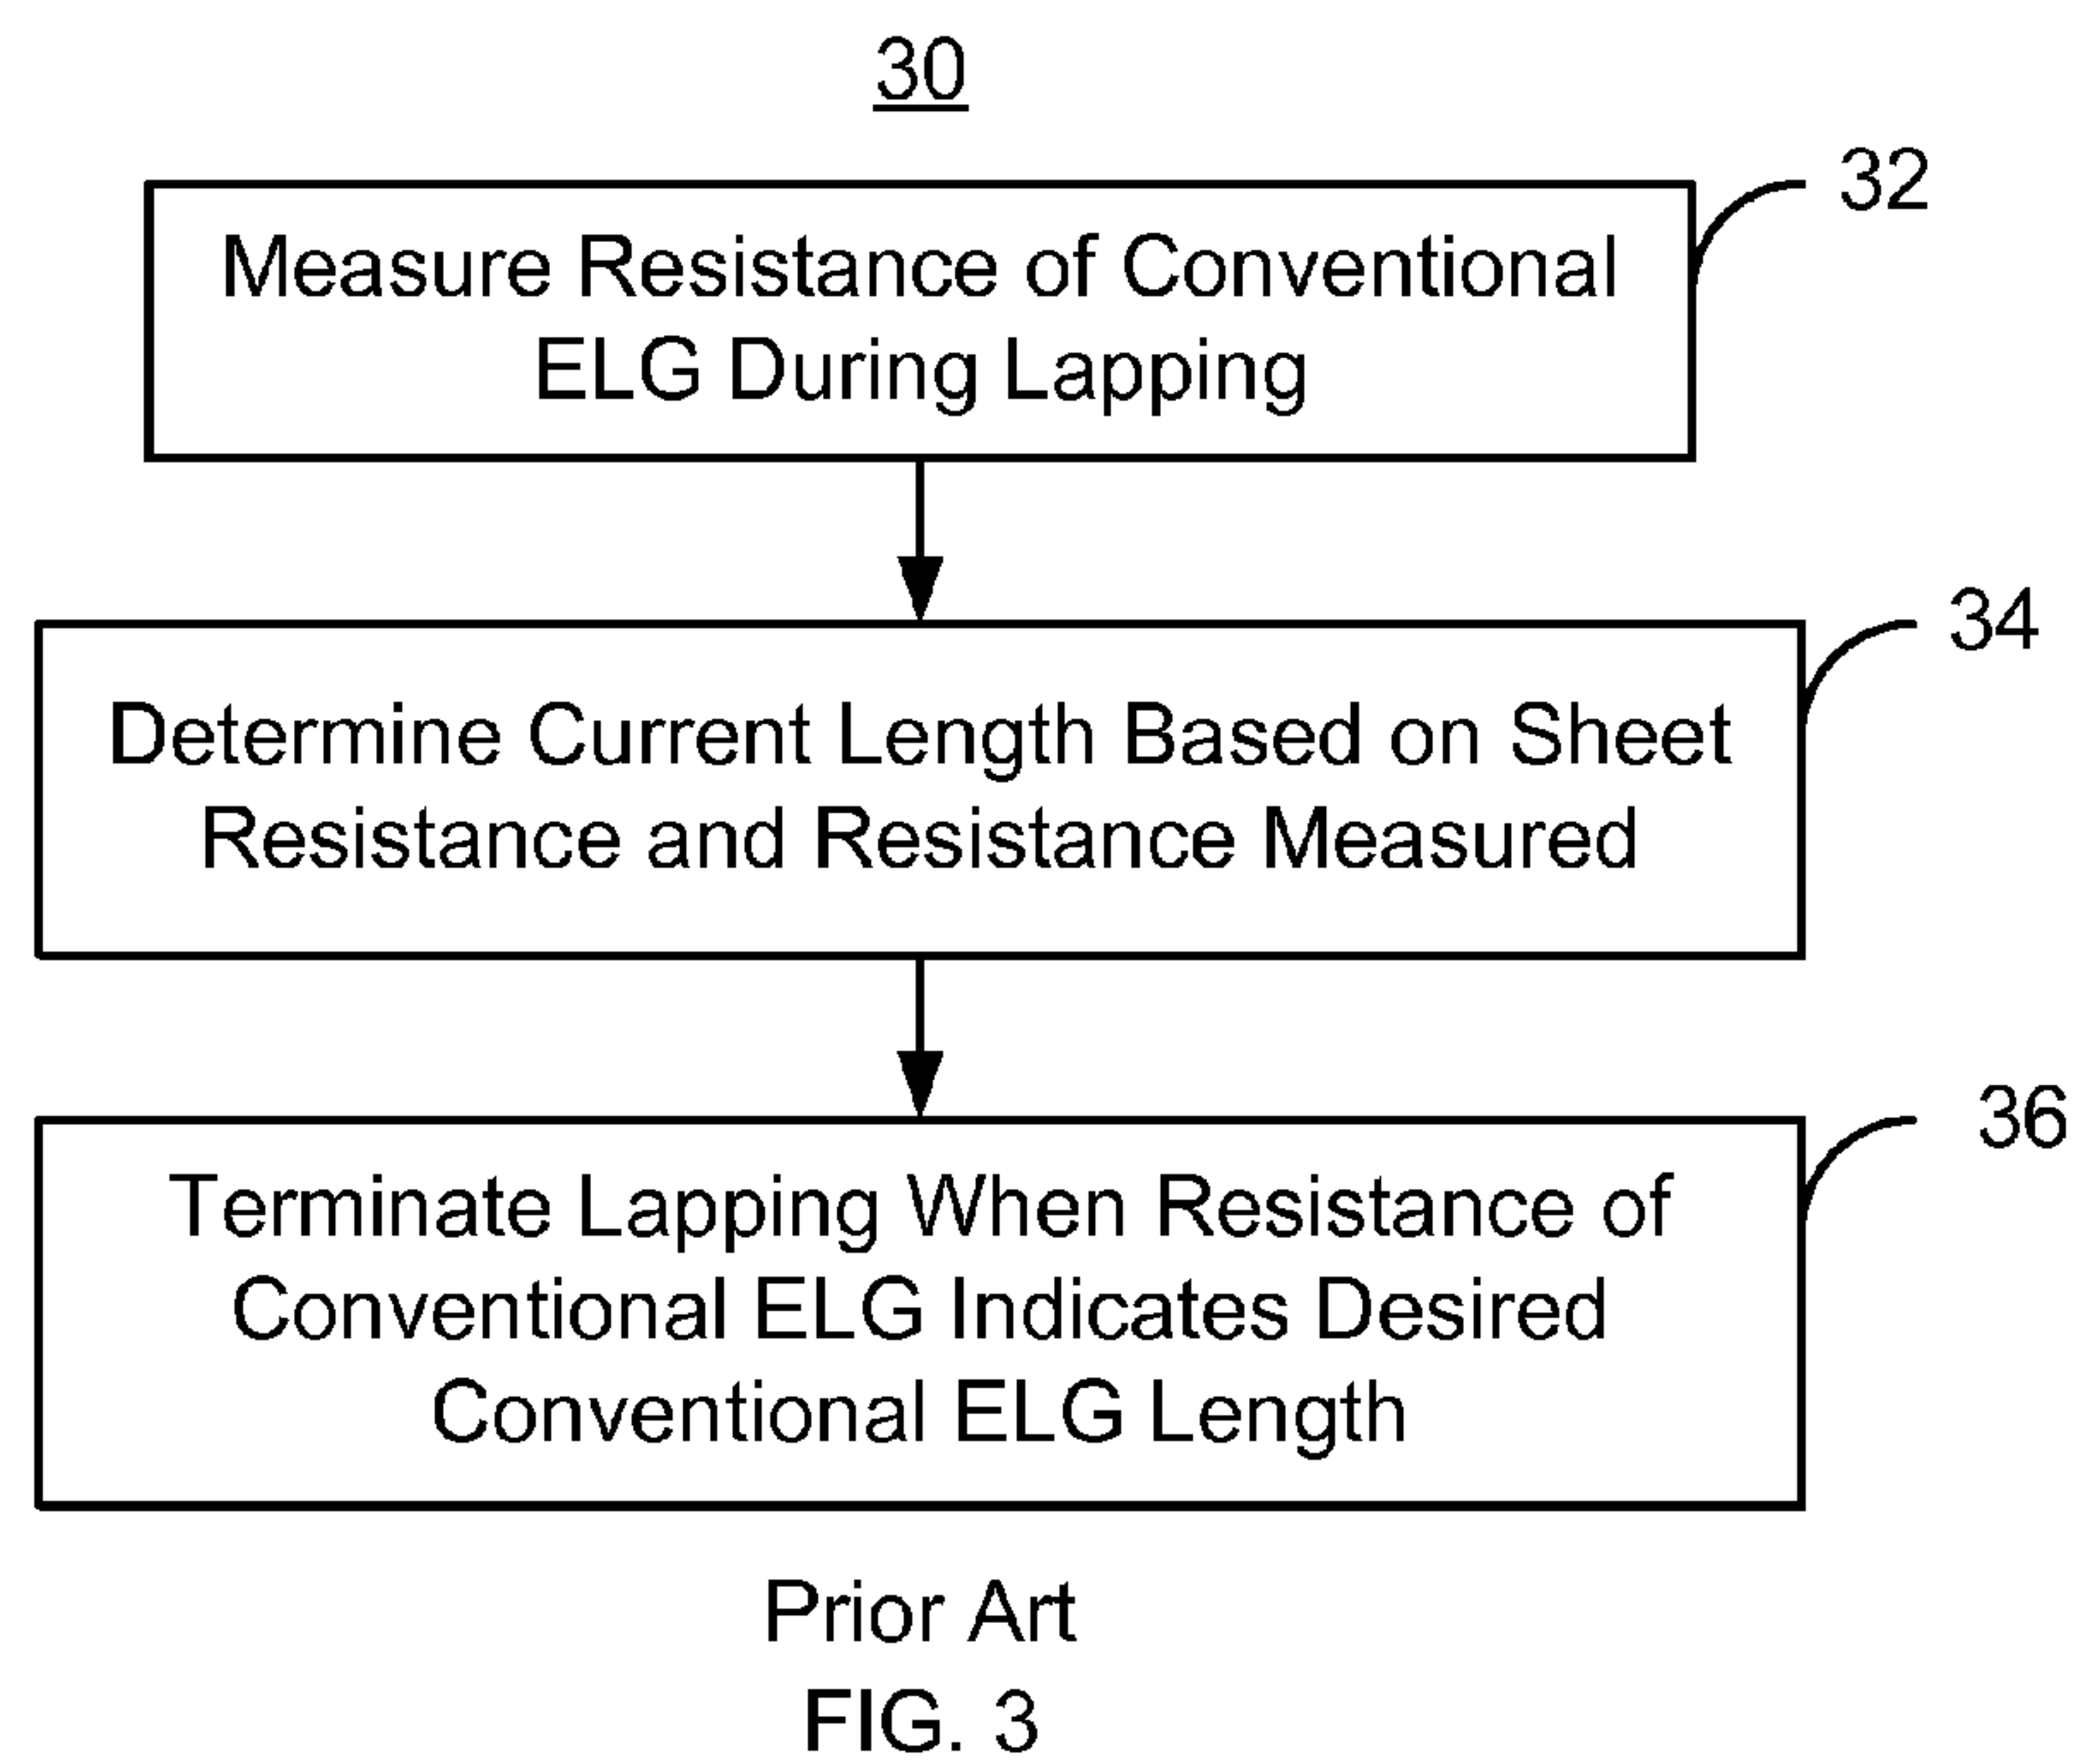 30
32
Measure Resistance of Conventional
ELG During Lapping
34
Determine Current Length Based on Sheet
Resistance and Resistance Measured
36
Terminate Lapping When Resistance of
Conventional ELG Indicates Desired
Conventional ELG Length
Prior Art
FIG. 3